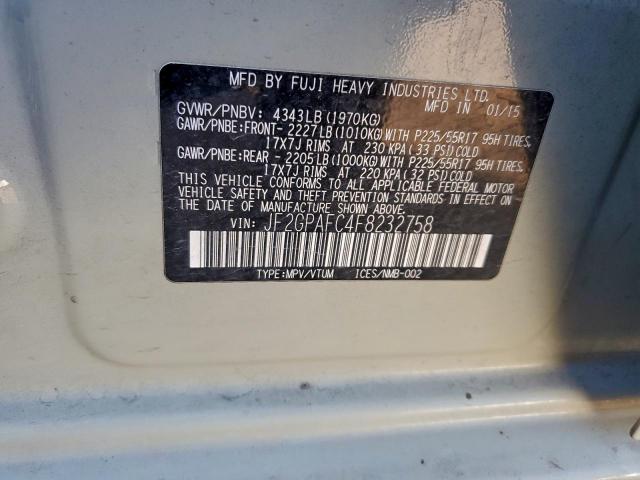 MFD BY FUJI HEAVY INDUSTRIES LTD.
MFD IN 01/15
GVWR/PNBV: 4343LB(1970KG)
GAWR/PNBE:FRONT- 2227LB(1010KG)WITH P225/55R17 95H TIRES,
17X7J RIMS AT 230 KPA( 33 PSI)COLD
GAWR/PNBE:REAR - 2205LB(1000KG)WITH P225/55R17 95H TIRES,
17X7J RIMS AT 220 KPA( 32 PSI)COLD
THIS VEHICLE CONFORMS TO ALL APPLICABLE FEDERAL MOTOR
VEHICLE SAFETY AND THEFT PREVENTION STANDARDS IN EFFECT ON
THE DATE OF MANUFACTURE SHOWN ABOVE.
VIN: JF2GPAFC4F8232758
TYPE:MPV/VTUM ICES/NMB-002